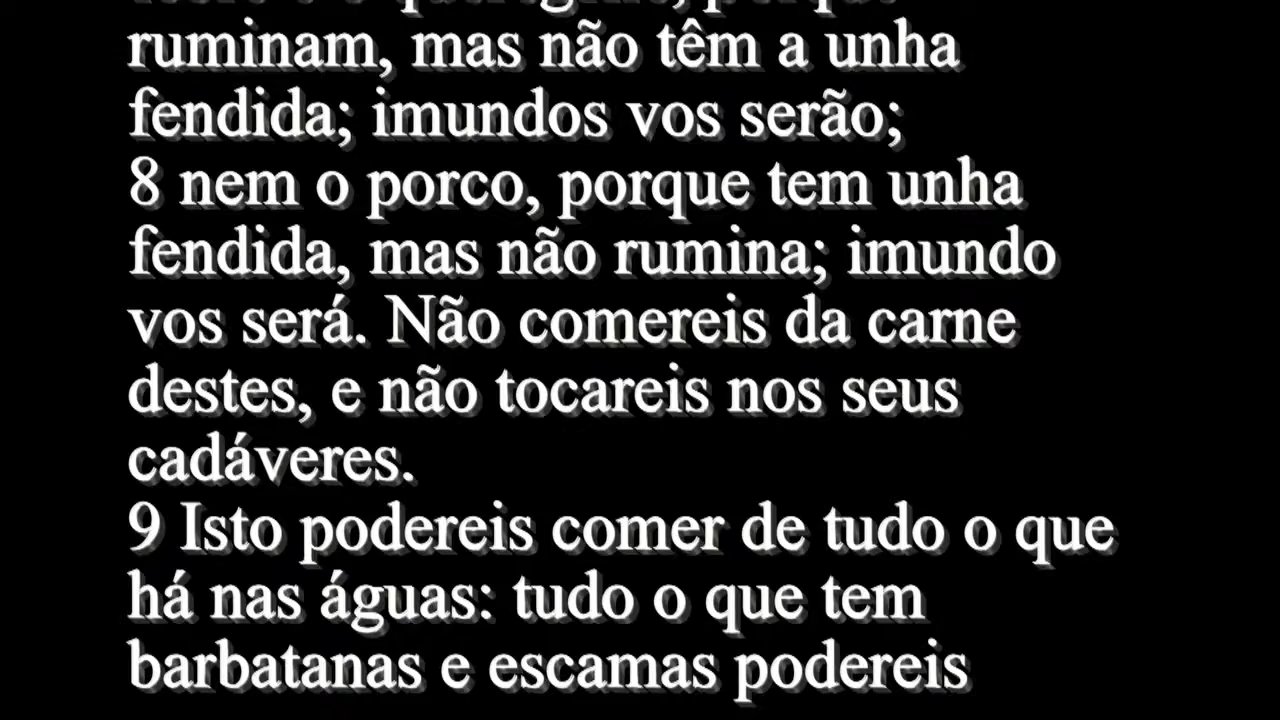 ruminam, mas não têm a unha
fendida; imundos vos serão;
8 nem o porco, porque tem unha
fendida, mas não rumina; imundo
vos será. Não comereis da carne
destes, e não tocareis nos seus
cadáveres.
9 Isto podereis comer de tudo o que
há nas águas: tudo o que tem
barbatanas e escamas podereis